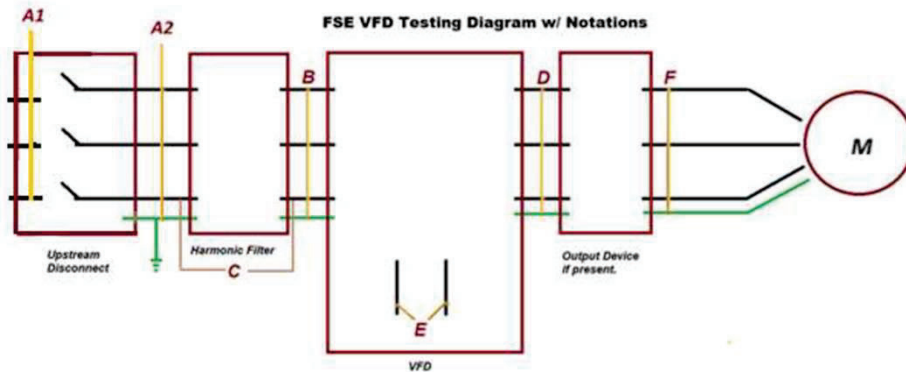 FSE VFD Testing Diagram w/ Notations
A1
A2
B
D
F
M
Upstream
Disconnect
Harmonic Filter
C
E
Output Device
if present.
VFD